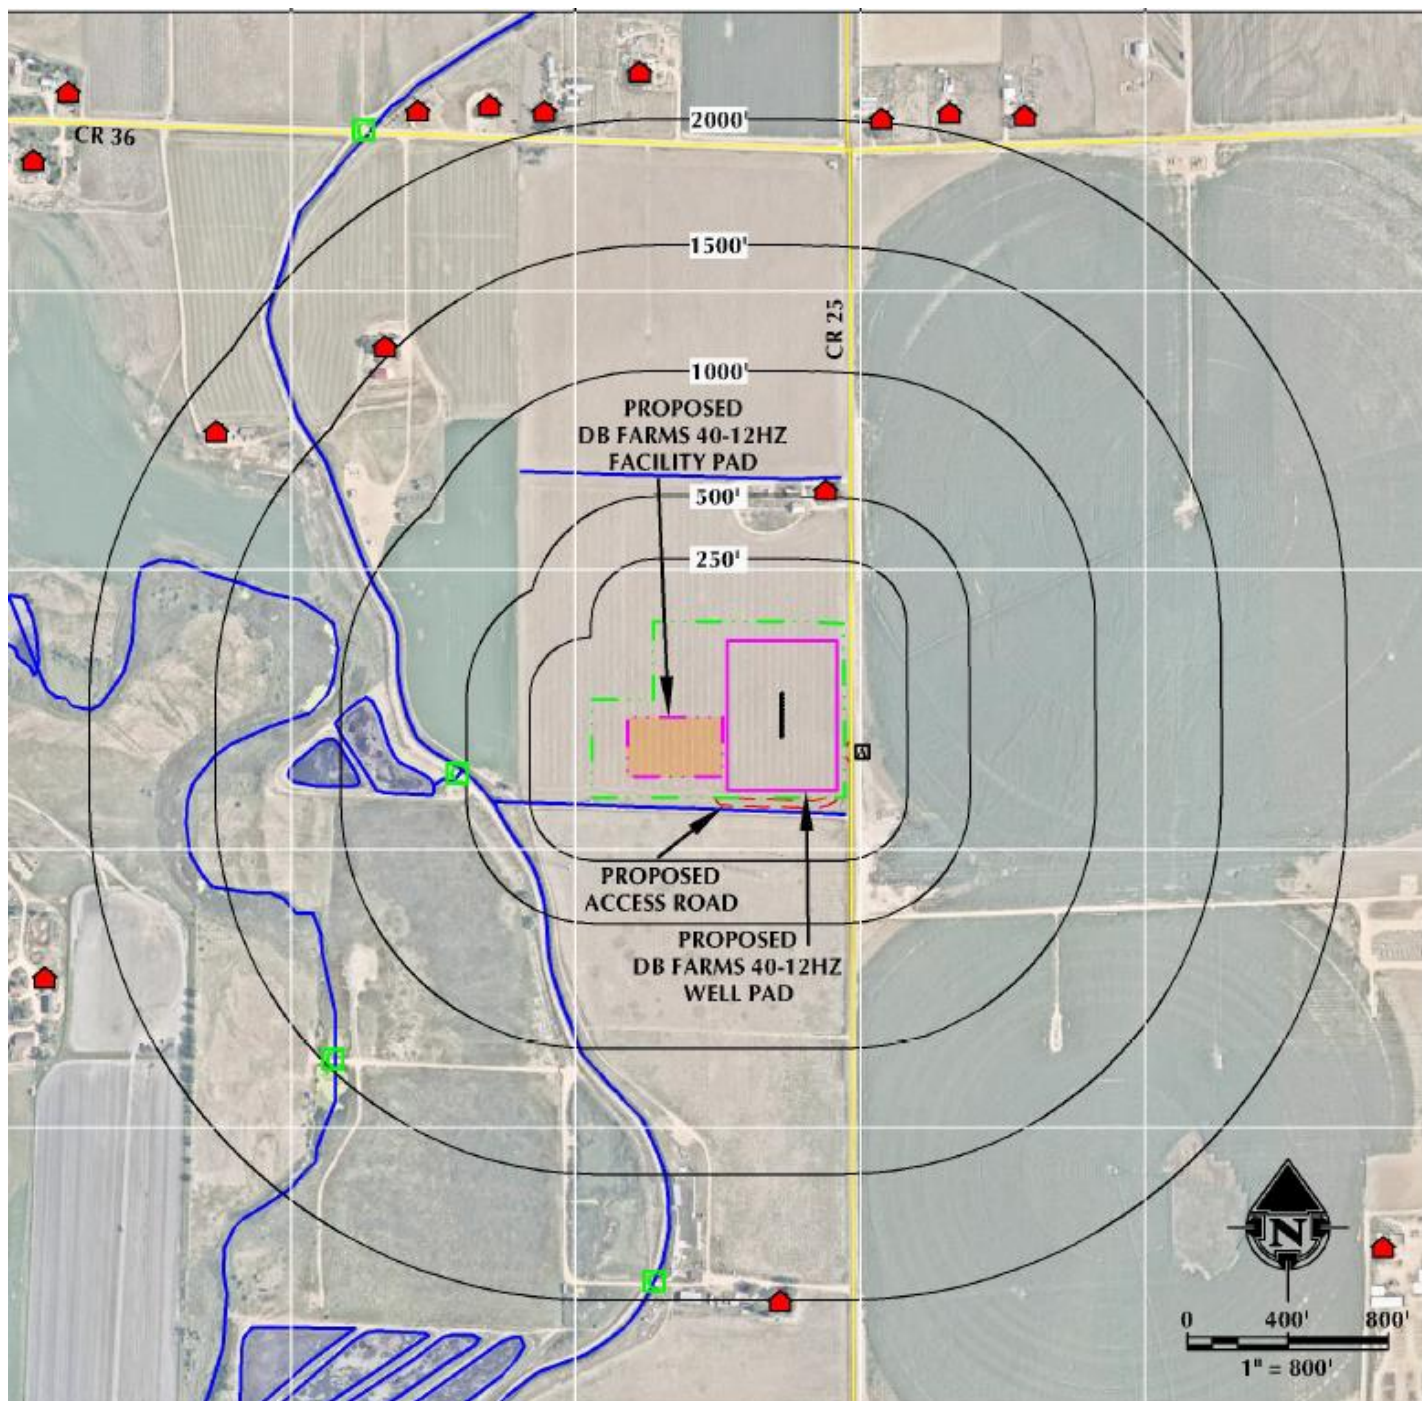 CR 36
2000'
1500'
CR 25
1000'
PROPOSED
DB FARMS 40-12HZ
FACILITY PAD
500'
250'
PROPOSED
ACCESS ROAD
PROPOSED
DB FARMS 40-12HZ
WELL PAD
N
0 400' 800'
1" = 800'